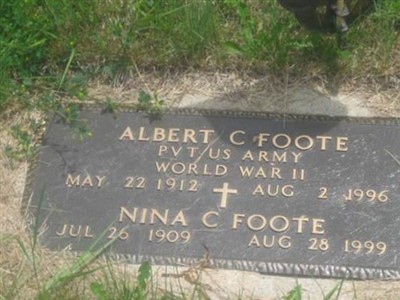 ALBERT C FOOTE
PVT US ARMY
WORLD WAR II
MAY 22 1912 AUG 2 1996
NINA C FOOTE
JUL 26 1909 AUG 28 1999